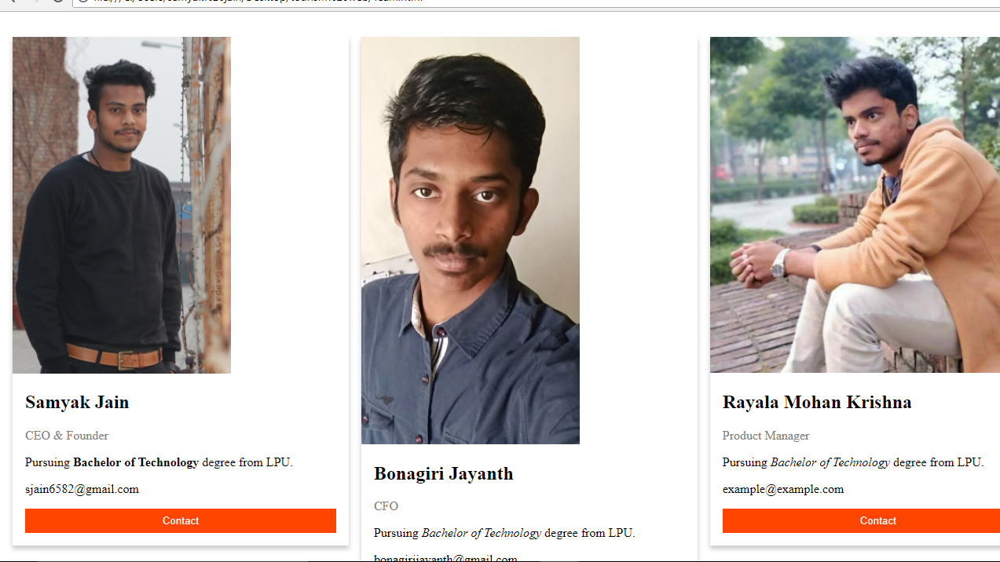 Samyak Jain
CEO & Founder
Pursuing Bachelor of Technology degree from LPU.
sjain6582@gmail.com
Contact
Bonagiri Jayanth
CFO
Pursuing Bachelor of Technology degree from LPU.
bonagirijayanth@gmail.com
Rayala Mohan Krishna
Product Manager
Pursuing Bachelor of Technology degree from LPU.
example@example.com
Contact